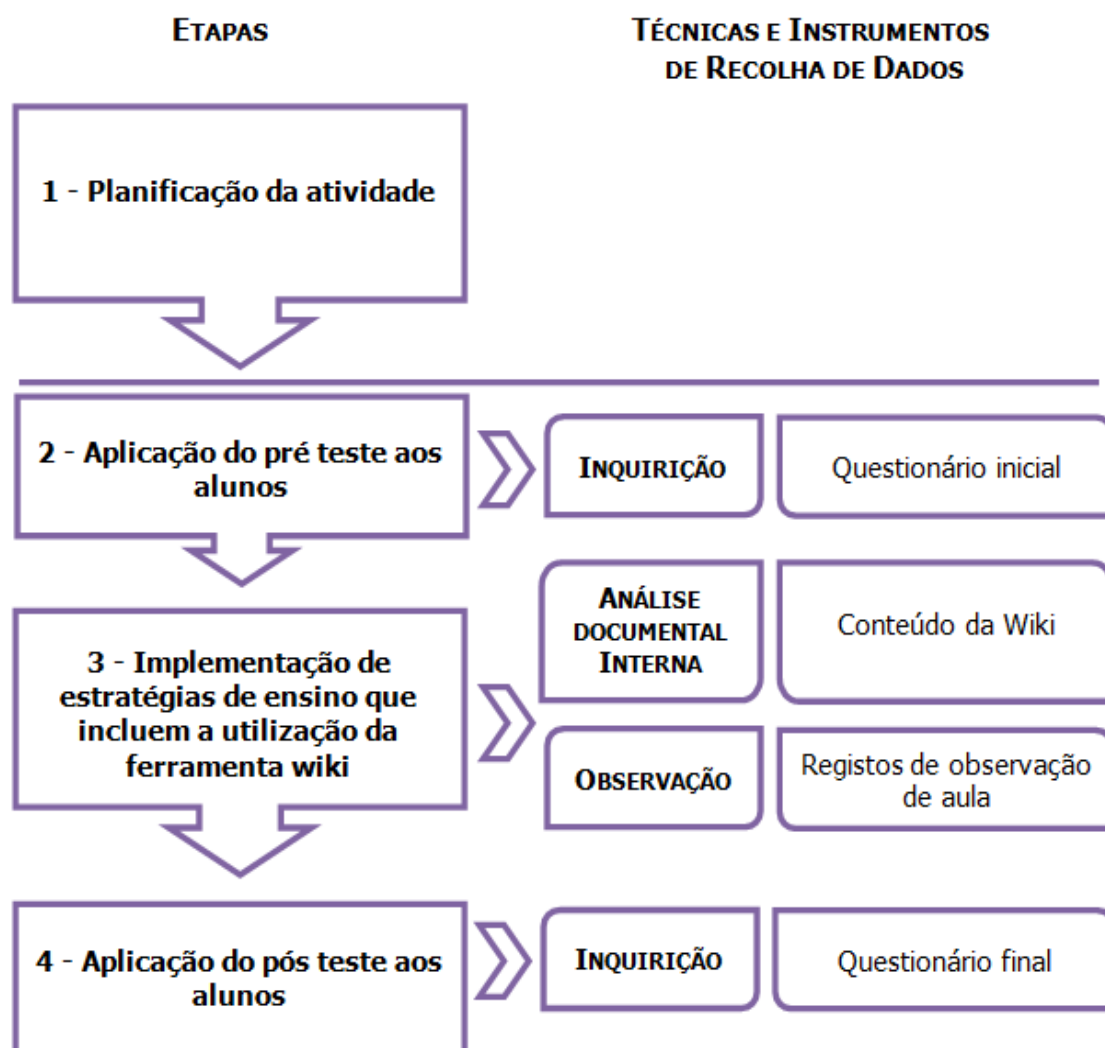 ETAPAS
TÉCNICAS E INSTRUMENTOS
DE RECOLHA DE DADOS
1 - Planificação da atividade
2 - Aplicação do pré teste aos
alunos
INQUIRIÇÃO
Questionário inicial
3 - Implementação de
estratégias de ensino que
incluem a utilização da
ferramenta wiki
ANÁLISE
DOCUMENTAL
INTERNA
Conteúdo da Wiki
OBSERVAÇÃO
Registos de observação
de aula
4 - Aplicação do pós teste aos
alunos
INQUIRIÇÃO
Questionário final